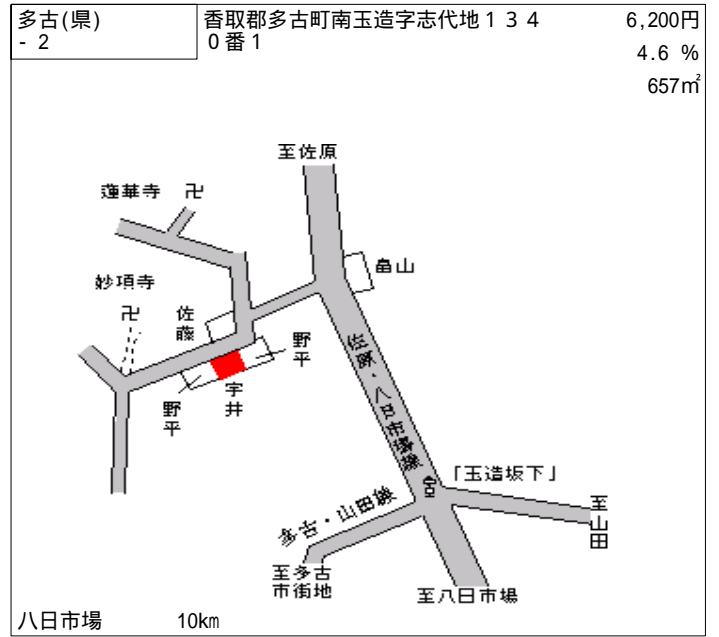 多古(県)
- 2
香取郡多古町南玉造字志代地１３４
０番１
6,200円
4.6 %
657㎡
至佐原
蓮華寺 卍
畠山
妙項寺
卍
佐藤
野平
野平
宇井
佐原・八日市場線
「玉造坂下」
多古・山田線
至山田
至多古
市街地
至八日市場
八日市場 10km